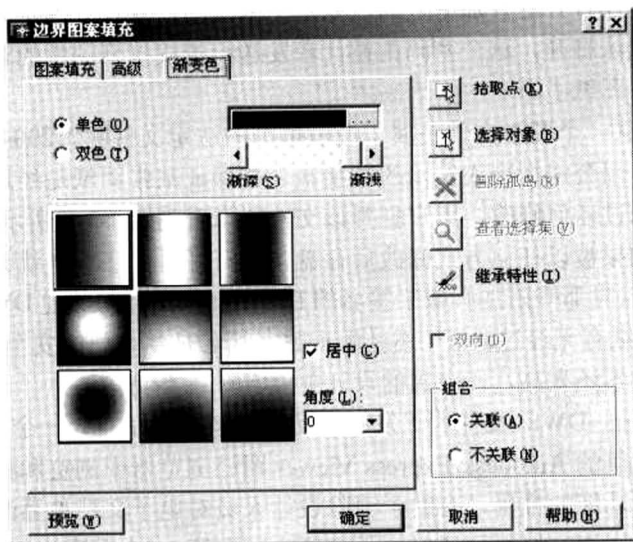 边界图案填充
图案填充 高级 渐变色
单色(O)
双色(T)
...
渐深(S) 渐浅
居中(C)
角度(L):
0
拾取点(K)
选择对象(B)
删除孤岛(R)
查看选择集(V)
继承特性(I)
双向(D)
组合
关联(A)
不关联(N)
预览(W) 确定 取消 帮助(H)